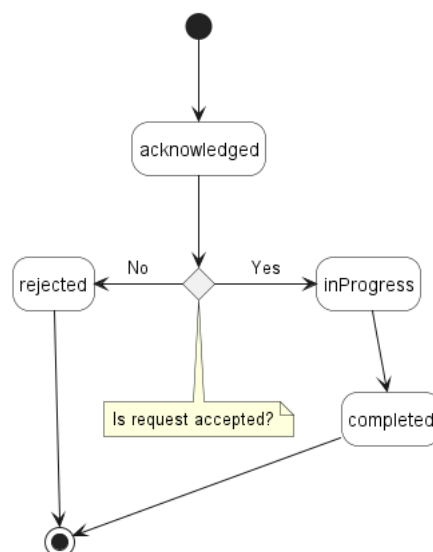 acknowledged
No
Yes
rejected
inProgress
Is request accepted?
completed